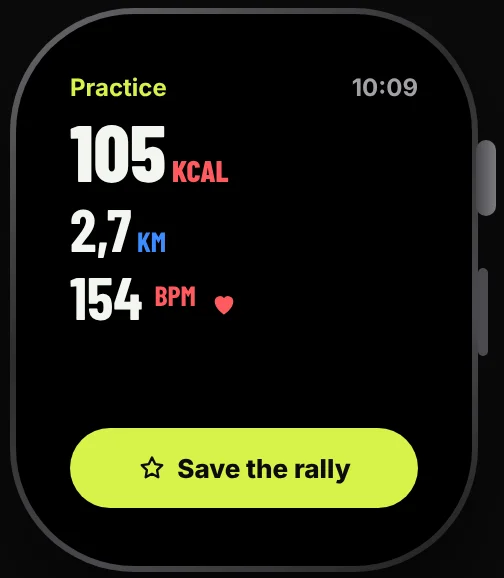 Practice 10:09
105 KCAL
2,7 KM
154 BPM
Save the rally